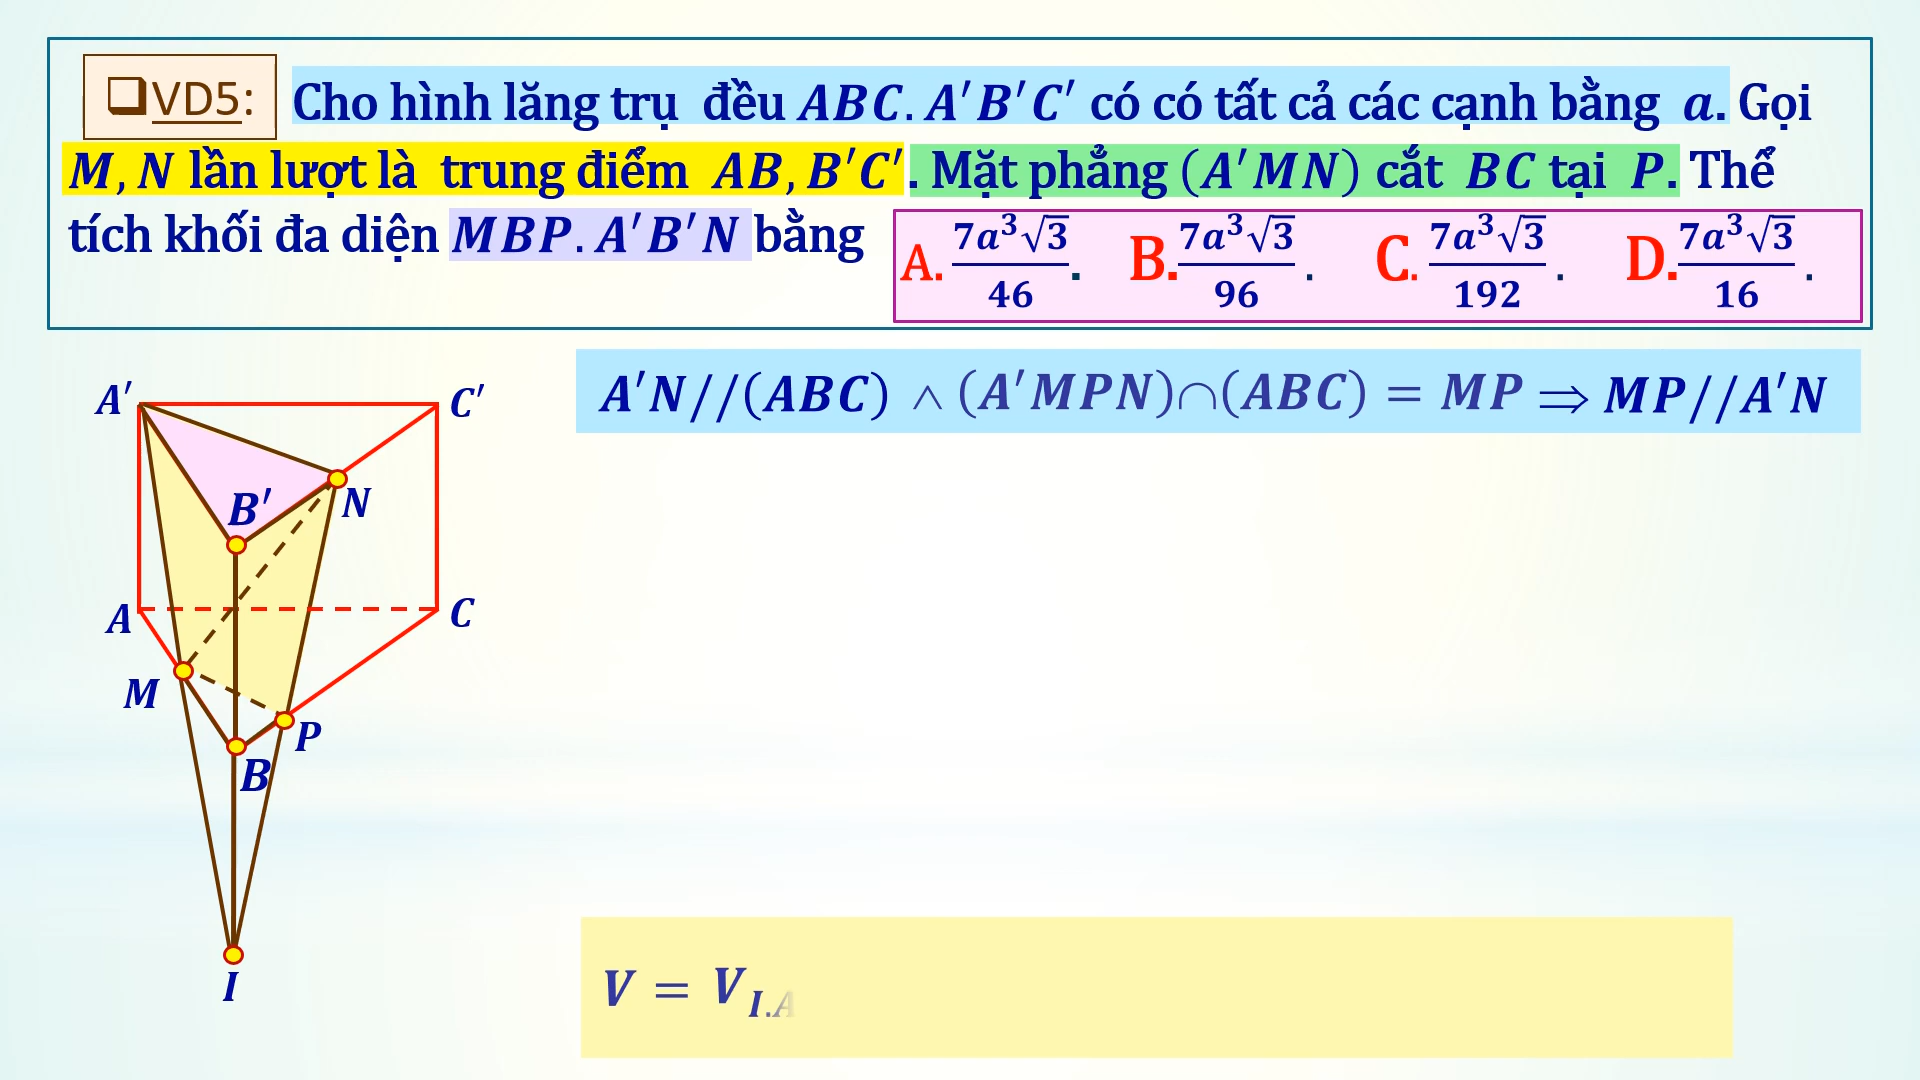 ❑VD5: Cho hình lăng trụ đều ABC. A′B′C′ có có tất cả các cạnh bằng a. Gọi
M, N lần lượt là trung điểm AB, B′C′. Mặt phẳng (A′MN) cắt BC tại P. Thể
tích khối đa diện MBP. A′B′N bằng
A. 7a³√3/46. B. 7a³√3/96. C. 7a³√3/192. D. 7a³√3/16.
A′N//(ABC) ∧ (A′MPN)∩(ABC) = MP ⇒ MP//A′N
A′
C′
B′
N
A
C
M
P
B
I
V = V_I.A